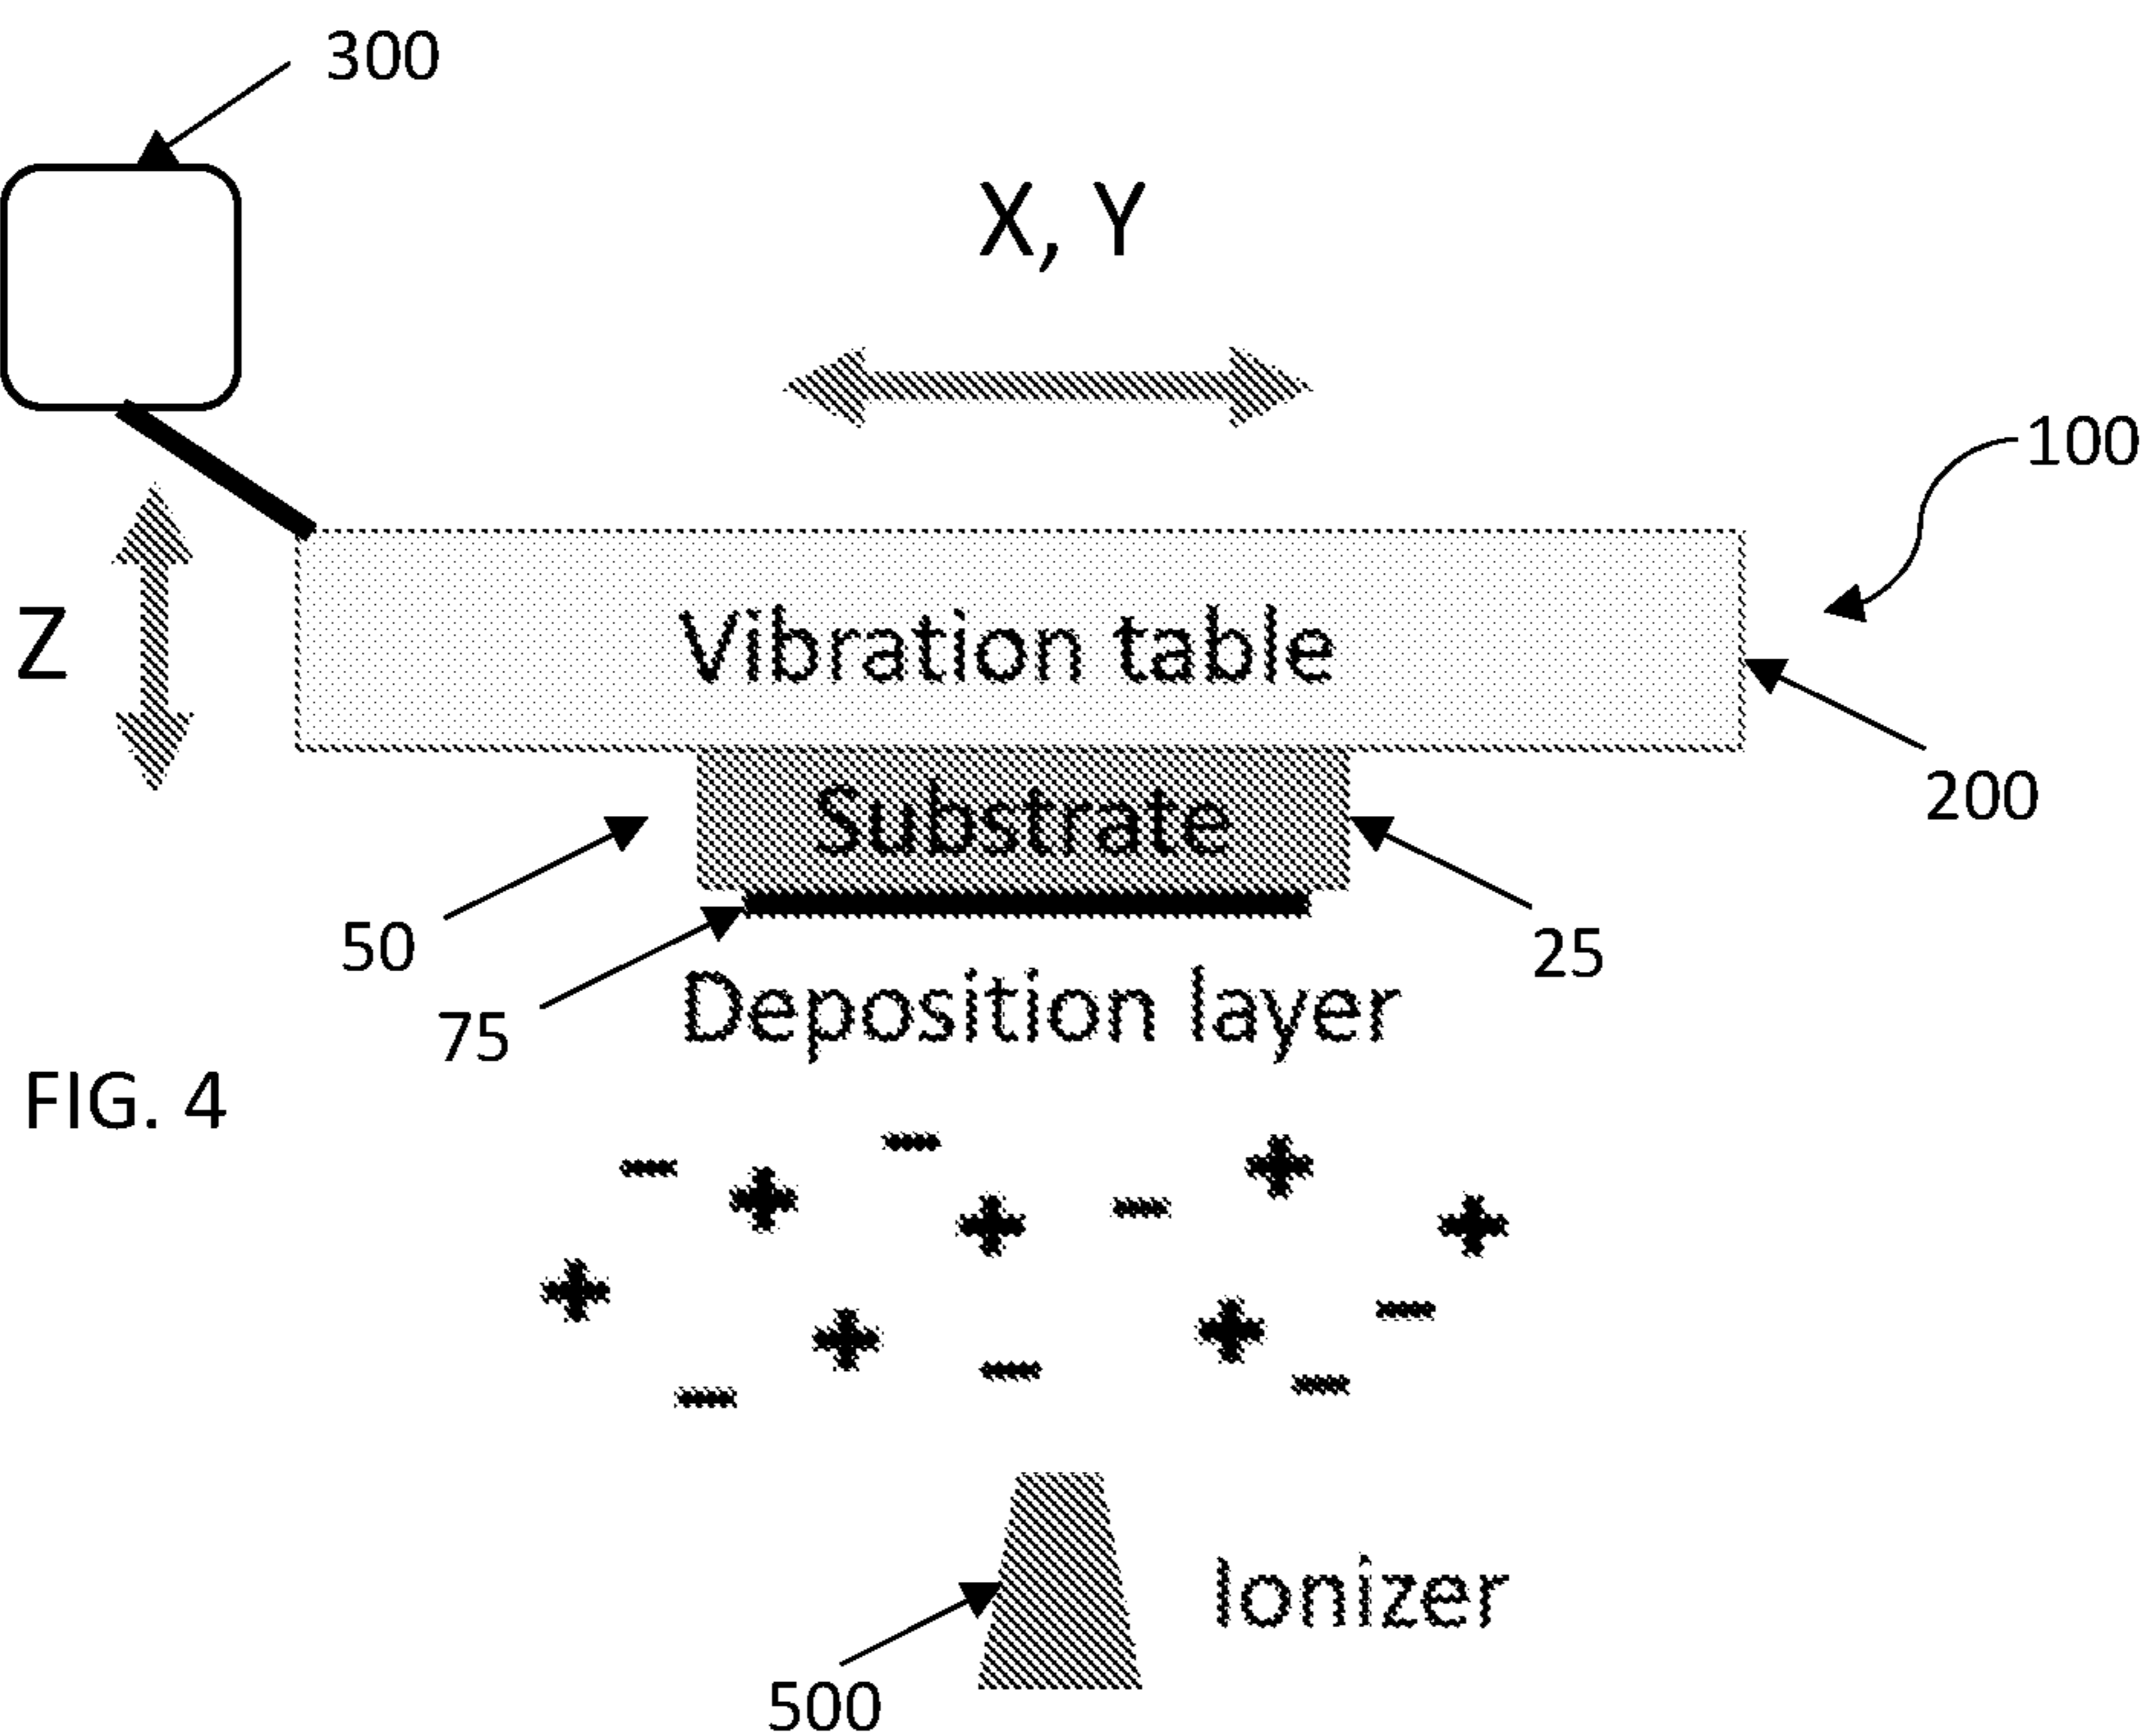 300
X, Y
100
Z
Vibration table
200
Substrate
50
25
75
Deposition layer
FIG. 4
Ionizer
500